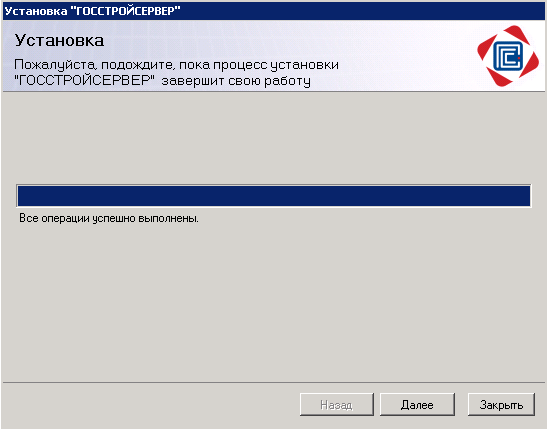 Установка "ГОССТРОЙСЕРВЕР"
Установка
Пожалуйста, подождите, пока процесс установки
"ГОССТРОЙСЕРВЕР" завершит свою работу
Все операции успешно выполнены.
Назад Далее Закрыть